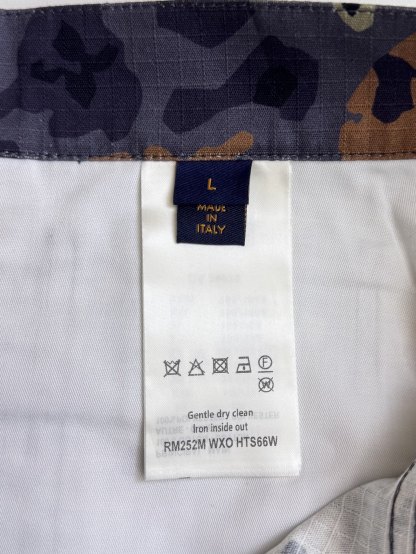 L
MADE
IN
ITALY
F
W
Gentle dry clean
Iron inside out
RM252M WXO HTS66W